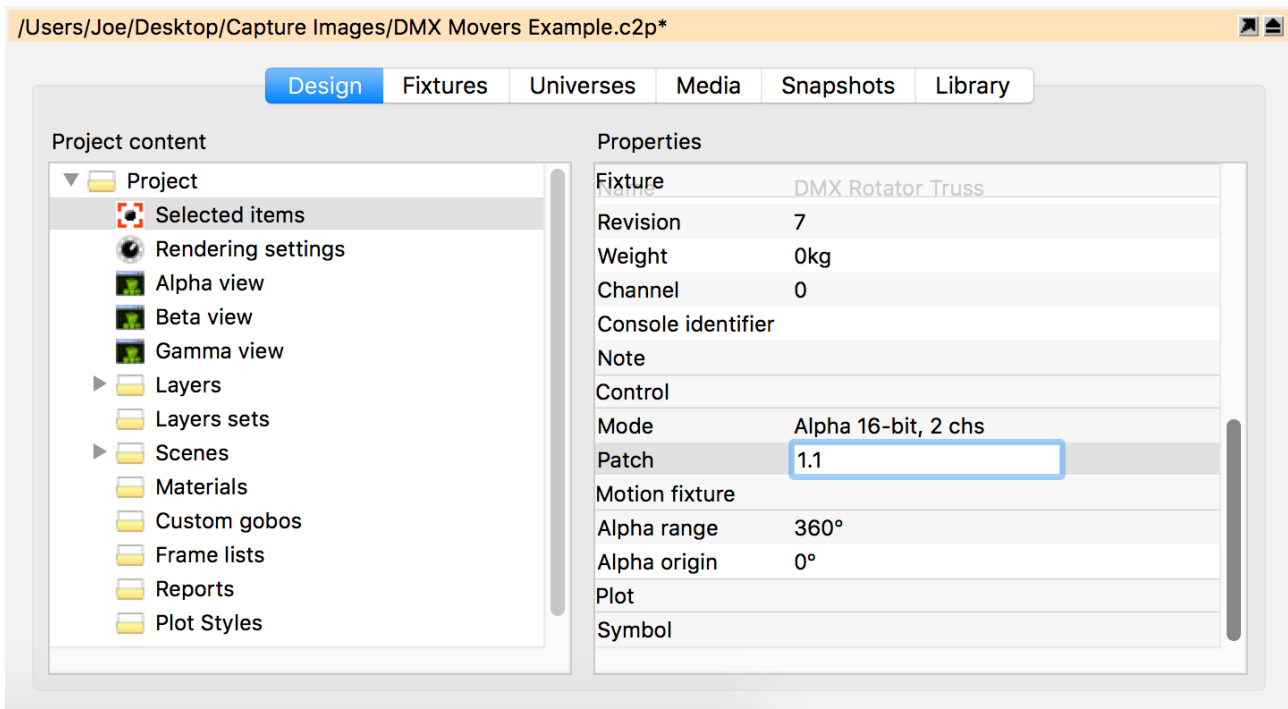 /Users/Joe/Desktop/Capture Images/DMX Movers Example.c2p*
Design Fixtures Universes Media Snapshots Library
Project content
Project
Selected items
Rendering settings
Alpha view
Beta view
Gamma view
Layers
Layers sets
Scenes
Materials
Custom gobos
Frame lists
Reports
Plot Styles
Properties
Fixture
Name DMX Rotator Truss
Revision 7
Weight 0kg
Channel 0
Console identifier
Note
Control
Mode Alpha 16-bit, 2 chs
Patch 1.1
Motion fixture
Alpha range 360°
Alpha origin 0°
Plot
Symbol